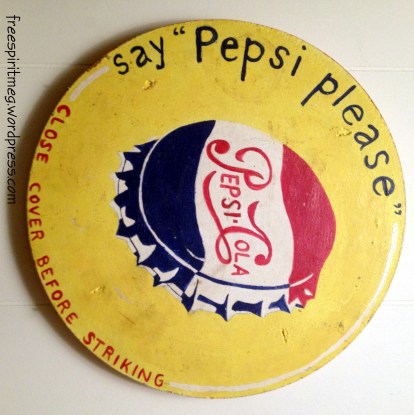 say "Pepsi please"
PEPSI-COLA
CLOSE COVER BEFORE STRIKING
freespiritmeg.wordpress.com